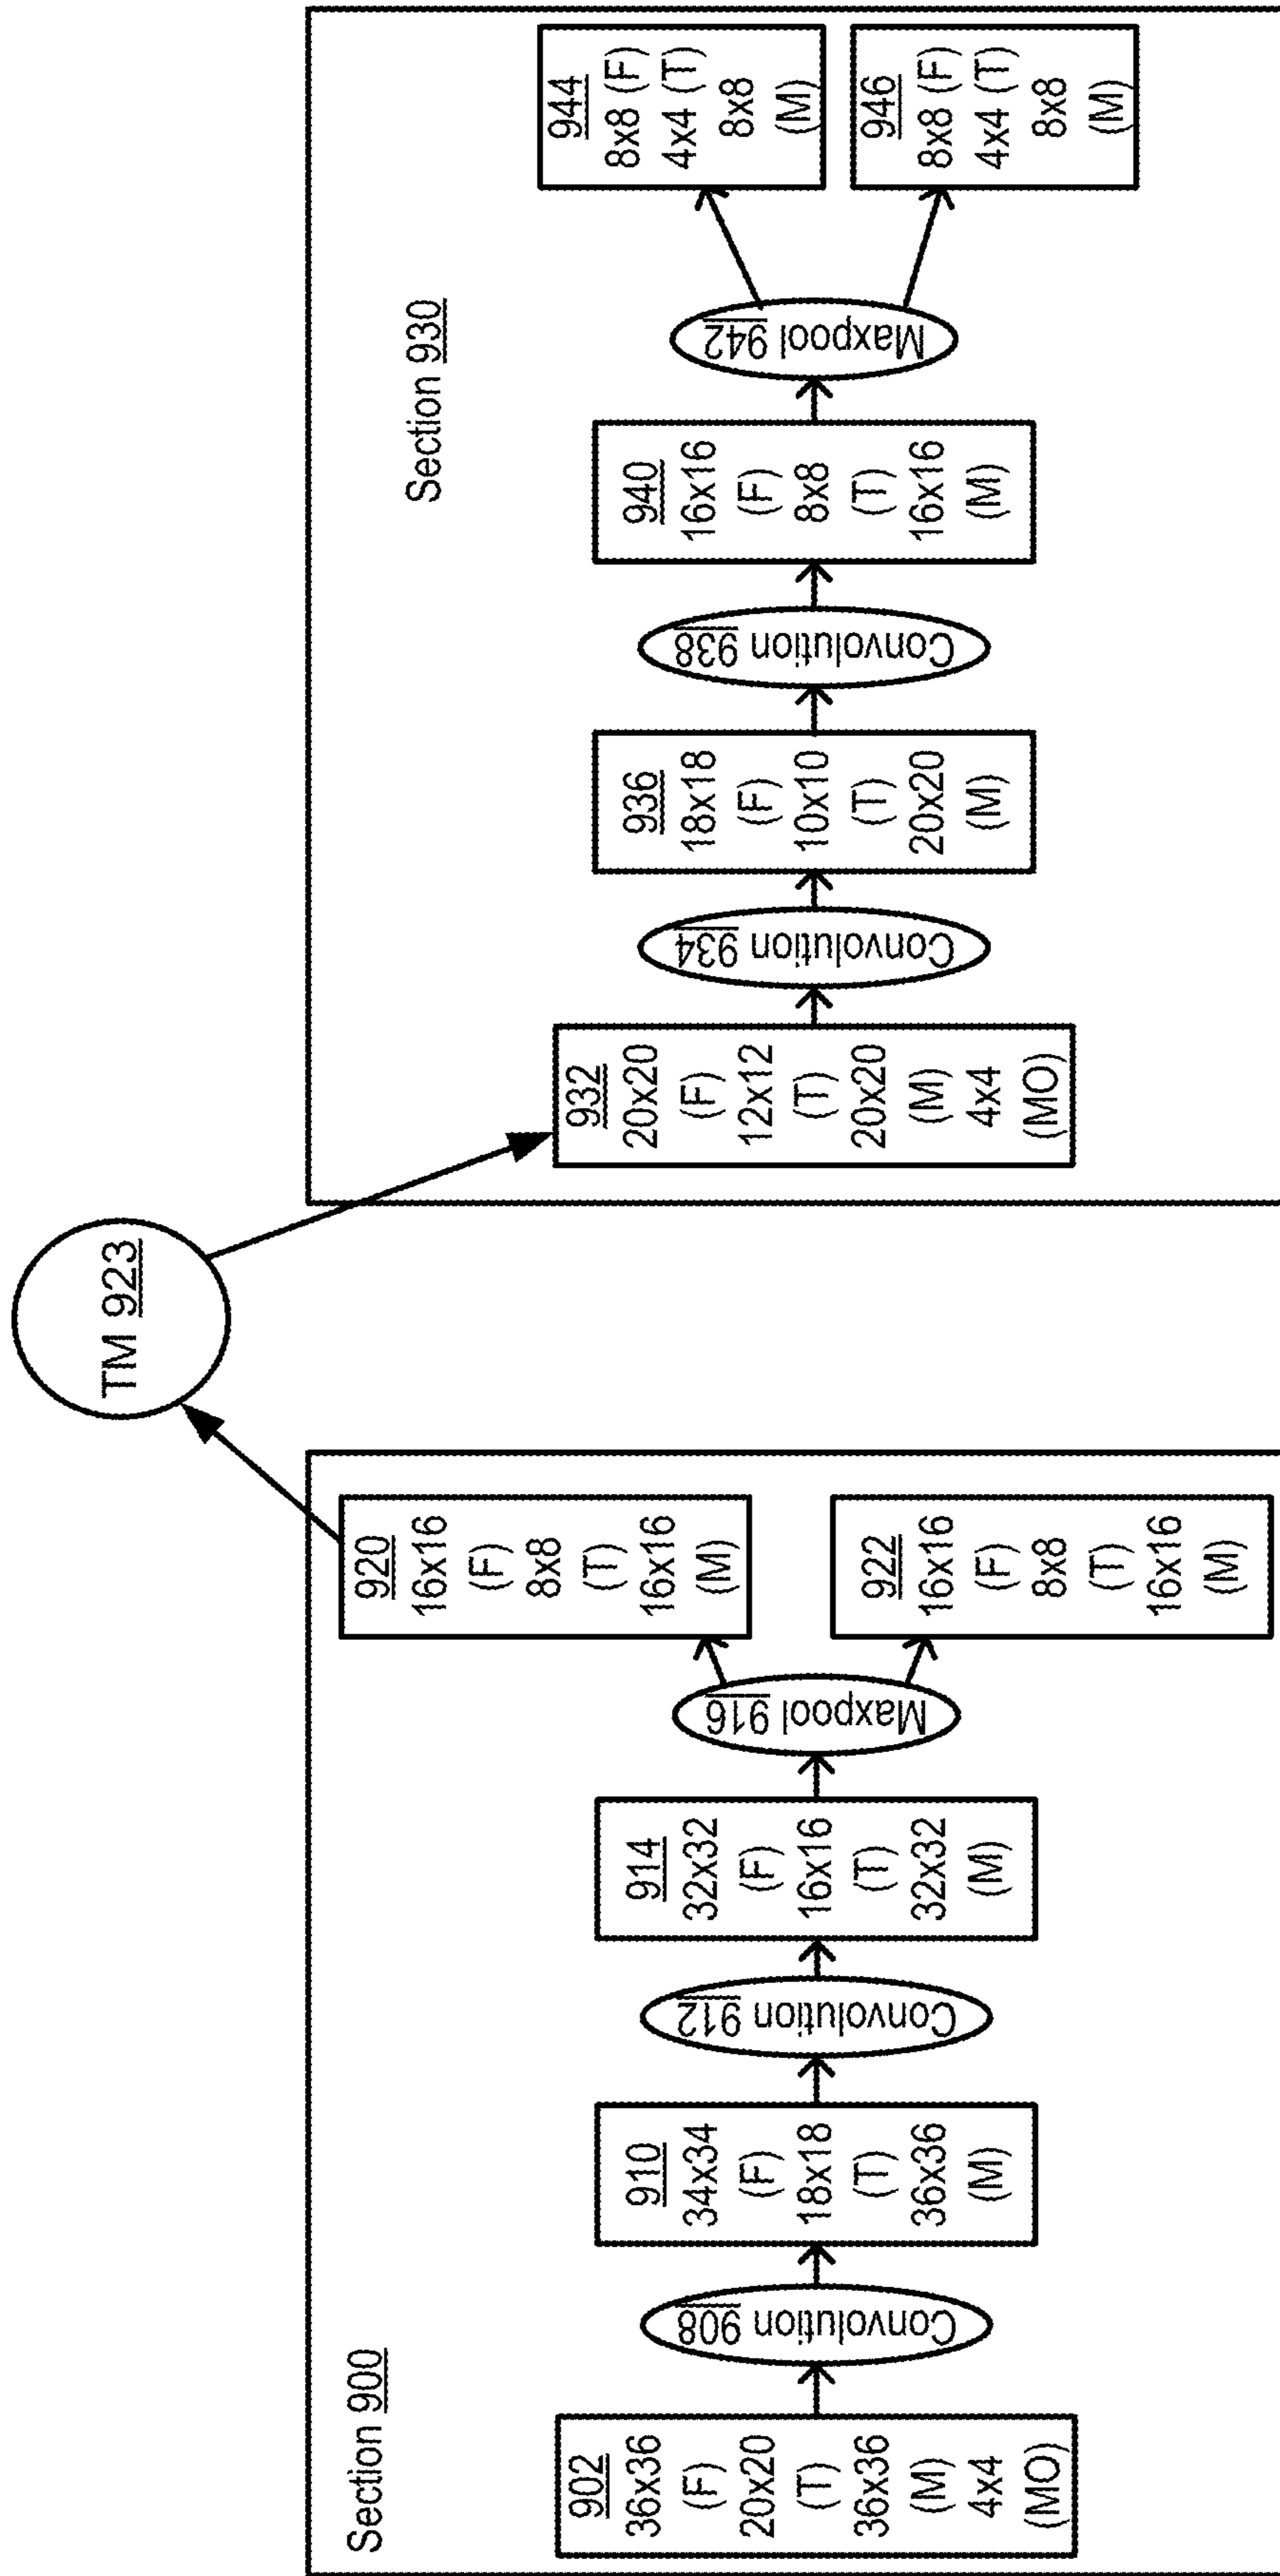 Section 900
902
36x36
(F)
20x20
(T)
36x36
(M)
4x4
(MO)
Convolution 908
910
34x34
(F)
18x18
(T)
36x36
(M)
Convolution 912
914
32x32
(F)
16x16
(T)
32x32
(M)
Maxpool 916
920
16x16
(F)
8x8
(T)
16x16
(M)
922
16x16
(F)
8x8
(T)
16x16
(M)
TM 923
Section 930
932
20x20
(F)
12x12
(T)
20x20
(M)
4x4
(MO)
Convolution 934
936
18x18
(F)
10x10
(T)
20x20
(M)
Convolution 938
940
16x16
(F)
8x8
(T)
16x16
(M)
Maxpool 942
944
8x8 (F)
4x4 (T)
8x8
(M)
946
8x8 (F)
4x4 (T)
8x8
(M)